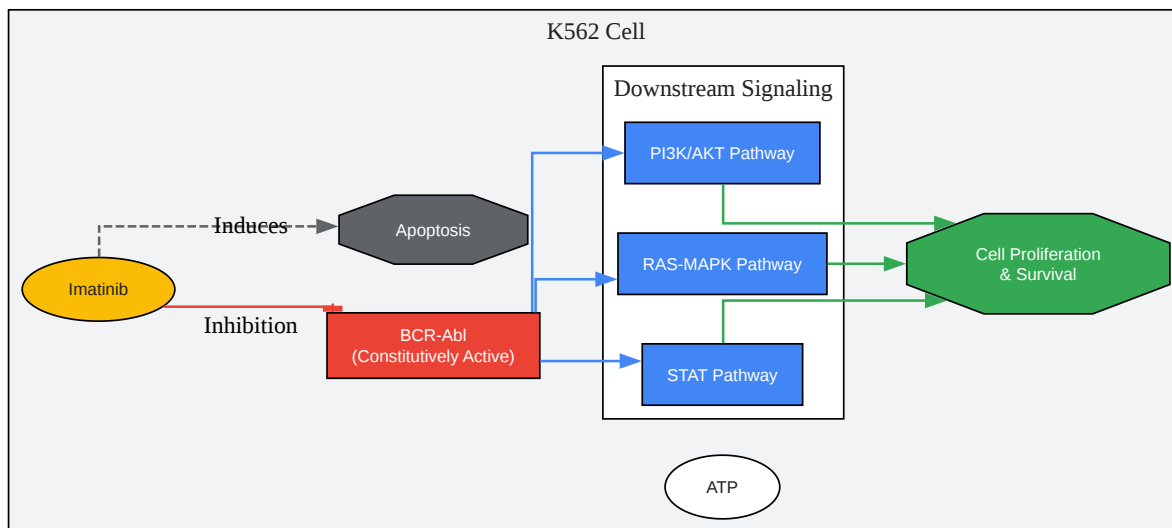 K562 Cell
Downstream Signaling
PI3K/AKT Pathway
Induces
Apoptosis
RAS-MAPK Pathway
Cell Proliferation
& Survival
Imatinib
Inhibition
BCR-Abl
(Constitutively Active)
STAT Pathway
ATP